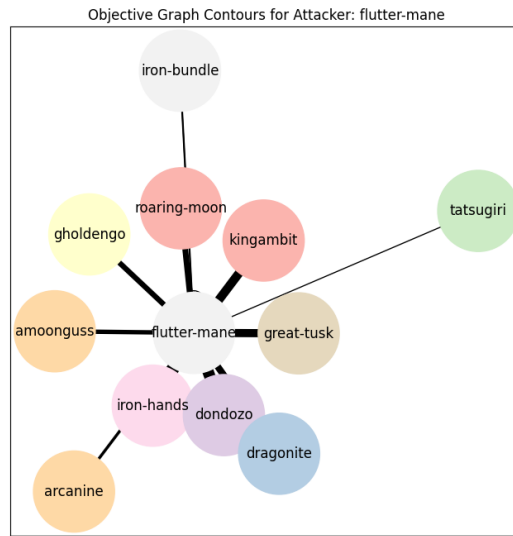 Objective Graph Contours for Attacker: flutter-mane
iron-bundle
roaring-moon
tatsugiri
gholdengo
kingambit
amoonguss
flutter-mane
great-tusk
iron-hands
dondozo
dragonite
arcanine